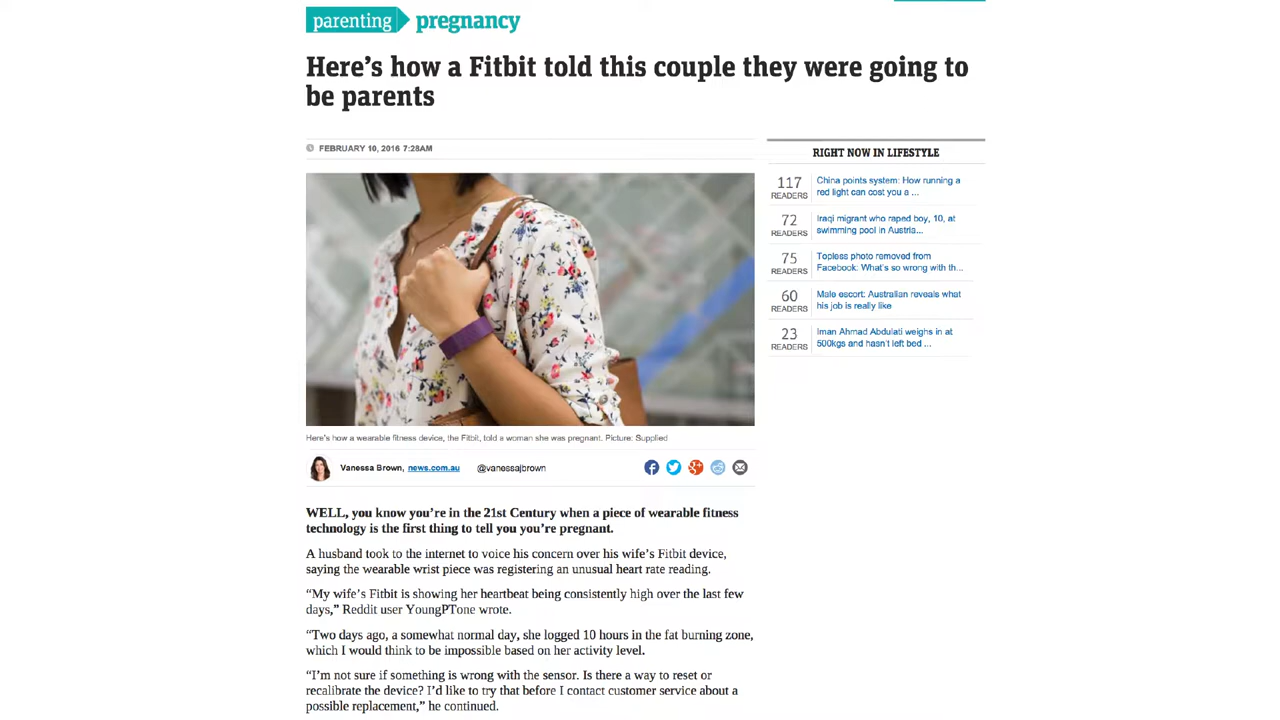 parenting pregnancy
Here's how a Fitbit told this couple they were going to
be parents
FEBRUARY 10, 2016 7:28AM
Here's how a wearable fitness device, the Fitbit, told a woman she was pregnant. Picture: Supplied
Vanessa Brown, news.com.au @vanessajbrown
WELL, you know you're in the 21st Century when a piece of wearable fitness
technology is the first thing to tell you you're pregnant.
A husband took to the internet to voice his concern over his wife's Fitbit device,
saying the wearable wrist piece was registering an unusual heart rate reading.
“My wife's Fitbit is showing her heartbeat being consistently high over the last few
days,” Reddit user YoungPTone wrote.
“Two days ago, a somewhat normal day, she logged 10 hours in the fat burning zone,
which I would think to be impossible based on her activity level.
“I'm not sure if something is wrong with the sensor. Is there a way to reset or
recalibrate the device? I'd like to try that before I contact customer service about a
possible replacement,” he continued.
RIGHT NOW IN LIFESTYLE
117
READERS
China points system: How running a
red light can cost you a ...
72
READERS
Iraqi migrant who raped boy, 10, at
swimming pool in Austria...
75
READERS
Topless photo removed from
Facebook: What's so wrong with th...
60
READERS
Male escort: Australian reveals what
his job is really like
23
READERS
Iman Ahmad Abdulati weighs in at
500kgs and hasn't left bed ...